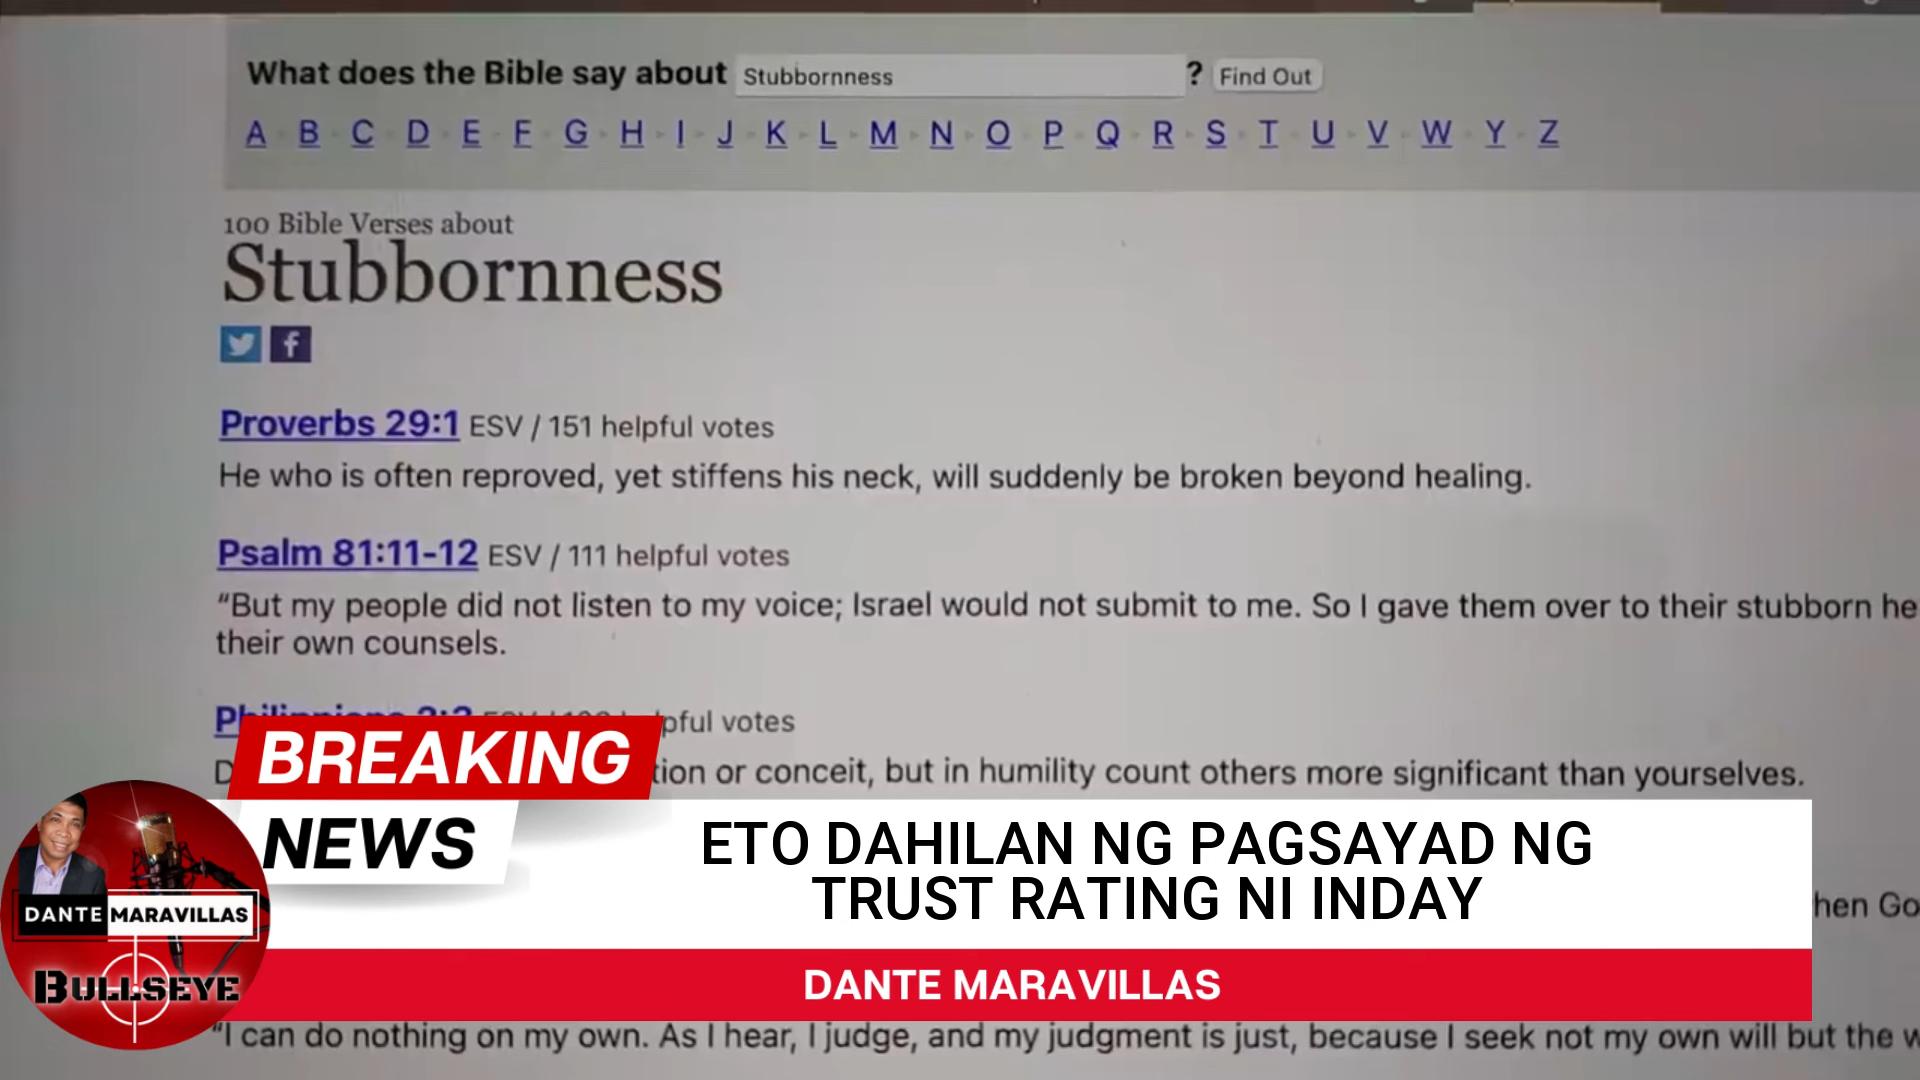 What does the Bible say about Stubbornness ? Find Out
A B C D E F G H I J K L M N O P Q R S T U V W Y Z
100 Bible Verses about
Stubbornness
Proverbs 29:1 ESV / 151 helpful votes
He who is often reproved, yet stiffens his neck, will suddenly be broken beyond healing.
Psalm 81:11-12 ESV / 111 helpful votes
“But my people did not listen to my voice; Israel would not submit to me. So I gave them over to their stubborn he
their own counsels.
pful votes
tion or conceit, but in humility count others more significant than yourselves.
BREAKING
NEWS
ETO DAHILAN NG PAGSAYAD NG
TRUST RATING NI INDAY
hen Go
DANTE MARAVILLAS
BULLSEYE
DANTE MARAVILLAS
“I can do nothing on my own. As I hear, I judge, and my judgment is just, because I seek not my own will but the w